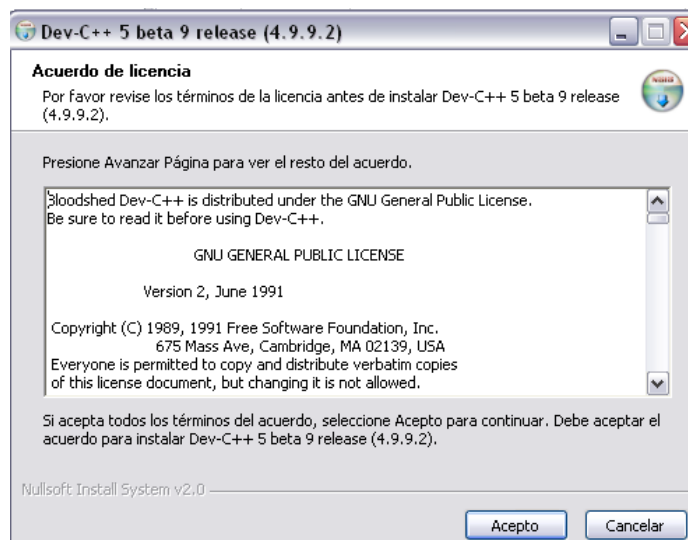 Dev-C++ 5 beta 9 release (4.9.9.2)
Acuerdo de licencia
Por favor revise los términos de la licencia antes de instalar Dev-C++ 5 beta 9 release
(4.9.9.2).
Presione Avanzar Página para ver el resto del acuerdo.
Bloodshed Dev-C++ is distributed under the GNU General Public License.
Be sure to read it before using Dev-C++.
GNU GENERAL PUBLIC LICENSE
Version 2, June 1991
Copyright (C) 1989, 1991 Free Software Foundation, Inc.
675 Mass Ave, Cambridge, MA 02139, USA
Everyone is permitted to copy and distribute verbatim copies
of this license document, but changing it is not allowed.
Si acepta todos los términos del acuerdo, seleccione Acepto para continuar. Debe aceptar el
acuerdo para instalar Dev-C++ 5 beta 9 release (4.9.9.2).
Nullsoft Install System v2.0
Acepto Cancelar